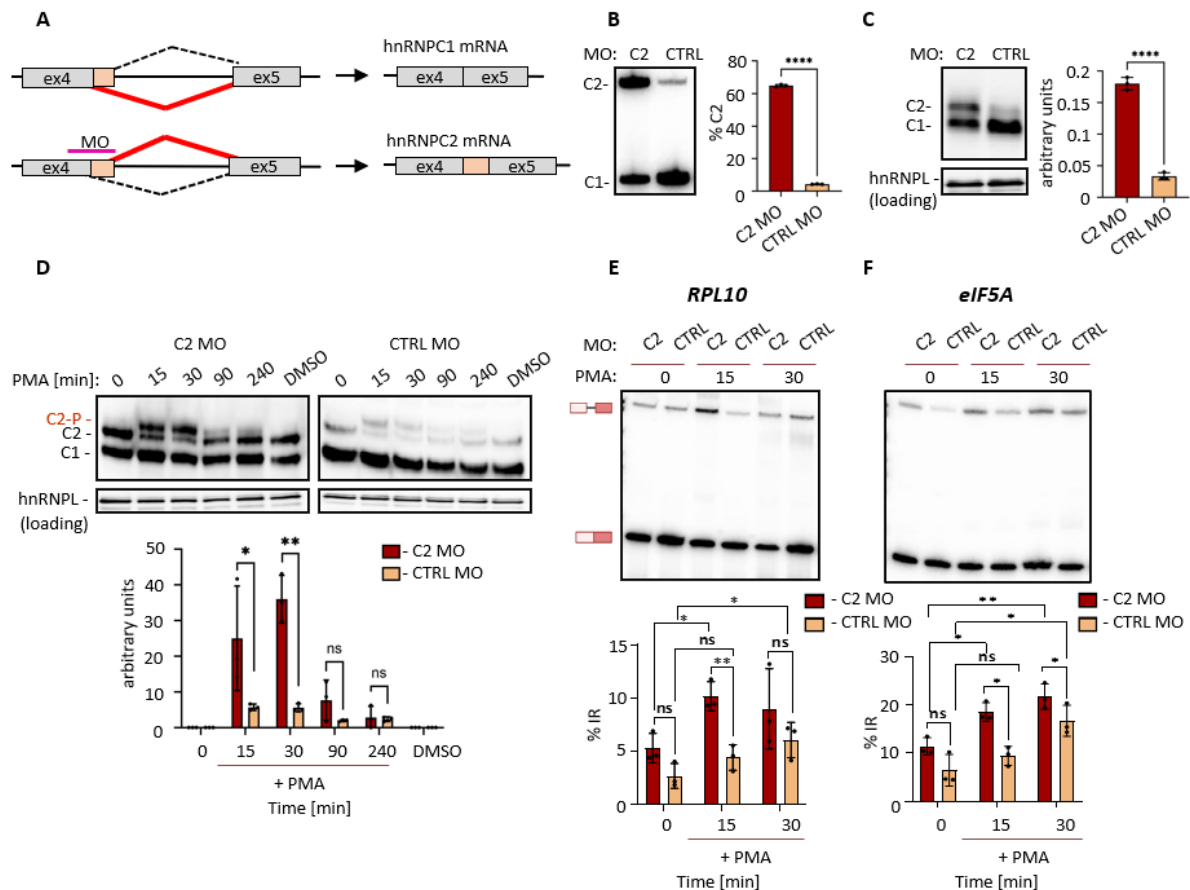 A
hnRNPC1 mRNA
ex4 ex5 ex4 ex5
MO
hnRNPC2 mRNA
ex4 ex5 ex4 ex5
B
MO: C2 CTRL
C2-
C1-
****
% C2
80
60
40
20
0
C2 MO
CTRL MO
C
MO: C2 CTRL
C2-
C1-
hnRNPL -
(loading)
****
arbitrary units
0.2
0.15
0.1
0.05
0
C2 MO
CTRL MO
D
C2 MO CTRL MO
PMA [min]: 0 15 30 90 240 DMSO 0 15 30 90 240 DMSO
C2-P -
C2 -
C1 -
hnRNPL -
(loading)
- C2 MO
- CTRL MO
arbitrary units
50
40
30
20
10
0
* ** ns ns
0 15 30 90 240 DMSO
+ PMA
Time [min]
E
RPL10
MO: C2 CTRL C2 CTRL C2 CTRL
PMA: 0 15 30
- C2 MO
- CTRL MO
*
* ns
ns ** ns
% IR
15
10
5
0
0 15 30
+ PMA
Time [min]
F
eIF5A
C2 CTRL C2 CTRL C2 CTRL
0 15 30
- C2 MO
- CTRL MO
**
*
* ns
ns * *
% IR
30
20
10
0
0 15 30
+ PMA
Time [min]